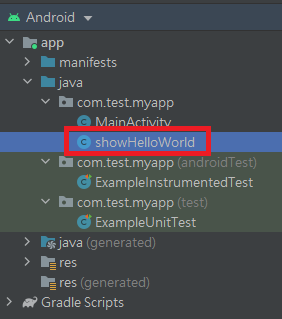 Android
app
manifests
java
com.test.myapp
MainActivity
showHelloWorld
com.test.myapp (androidTest)
ExampleInstrumentedTest
com.test.myapp (test)
ExampleUnitTest
java (generated)
res
res (generated)
Gradle Scripts